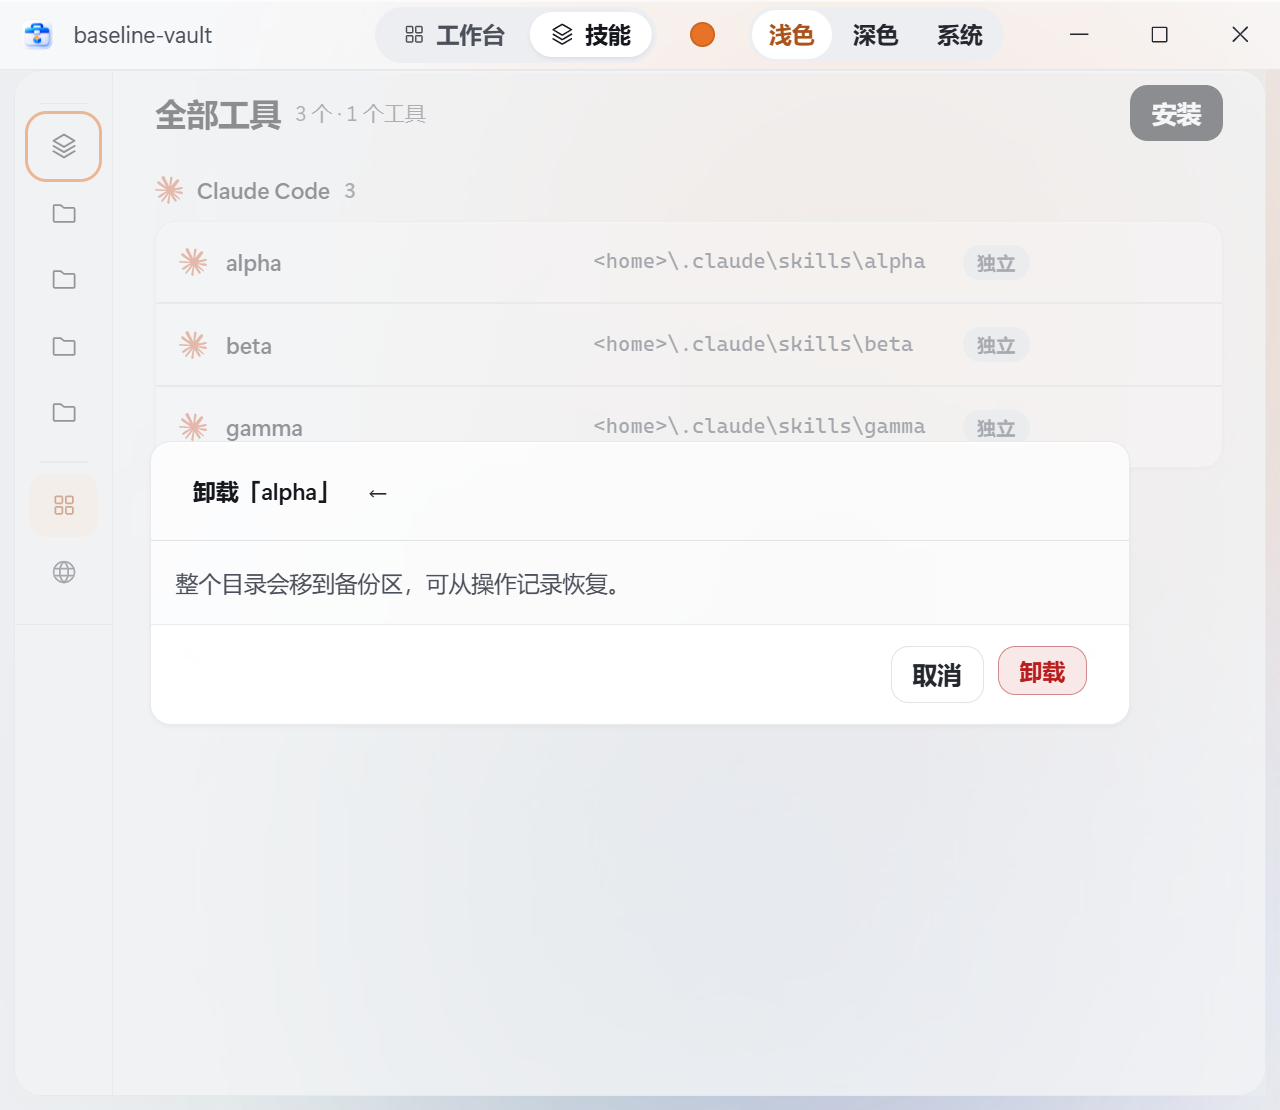 baseline-vault 工作台 技能 浅色 深色 系统
全部工具 3 个 · 1 个工具 安装
Claude Code 3
alpha <home>\.claude\skills\alpha 独立
beta <home>\.claude\skills\beta 独立
gamma <home>\.claude\skills\gamma 独立
卸载「alpha」 ←
整个目录会移到备份区，可从操作记录恢复。
取消 卸载